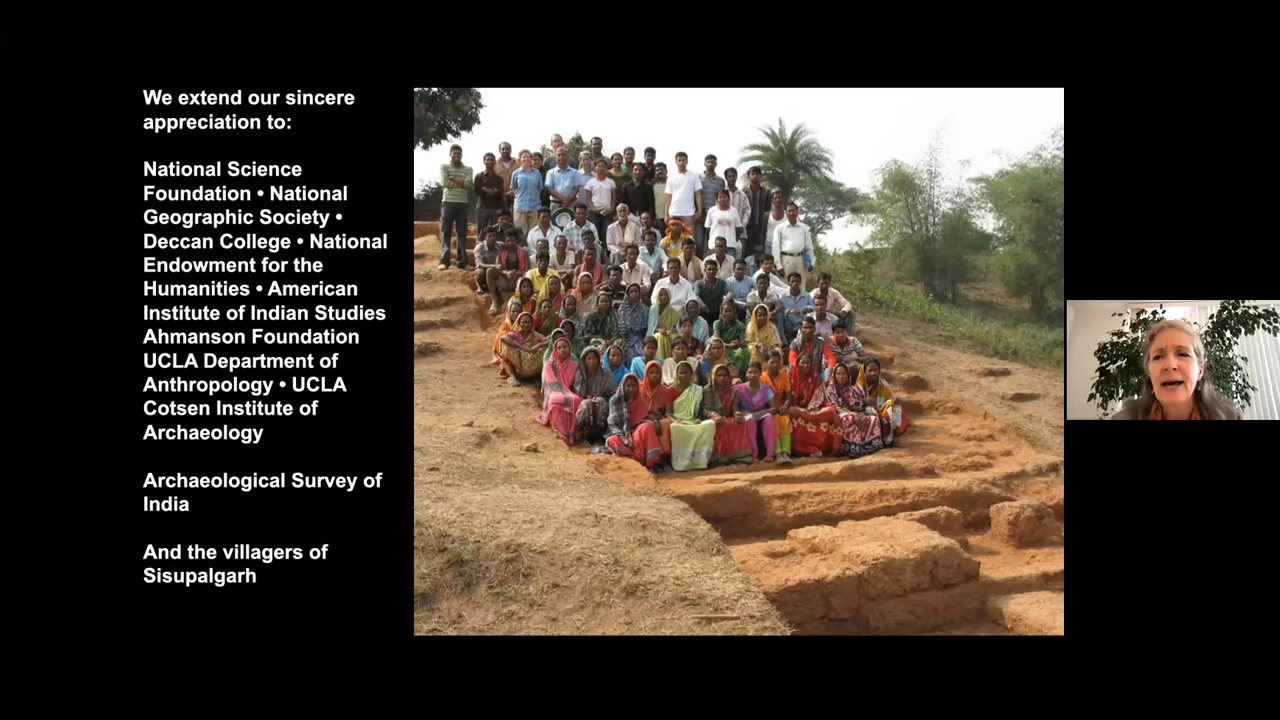 We extend our sincere
appreciation to:
National Science
Foundation • National
Geographic Society •
Deccan College • National
Endowment for the
Humanities • American
Institute of Indian Studies
Ahmanson Foundation
UCLA Department of
Anthropology • UCLA
Cotsen Institute of
Archaeology
Archaeological Survey of
India
And the villagers of
Sisupalgarh